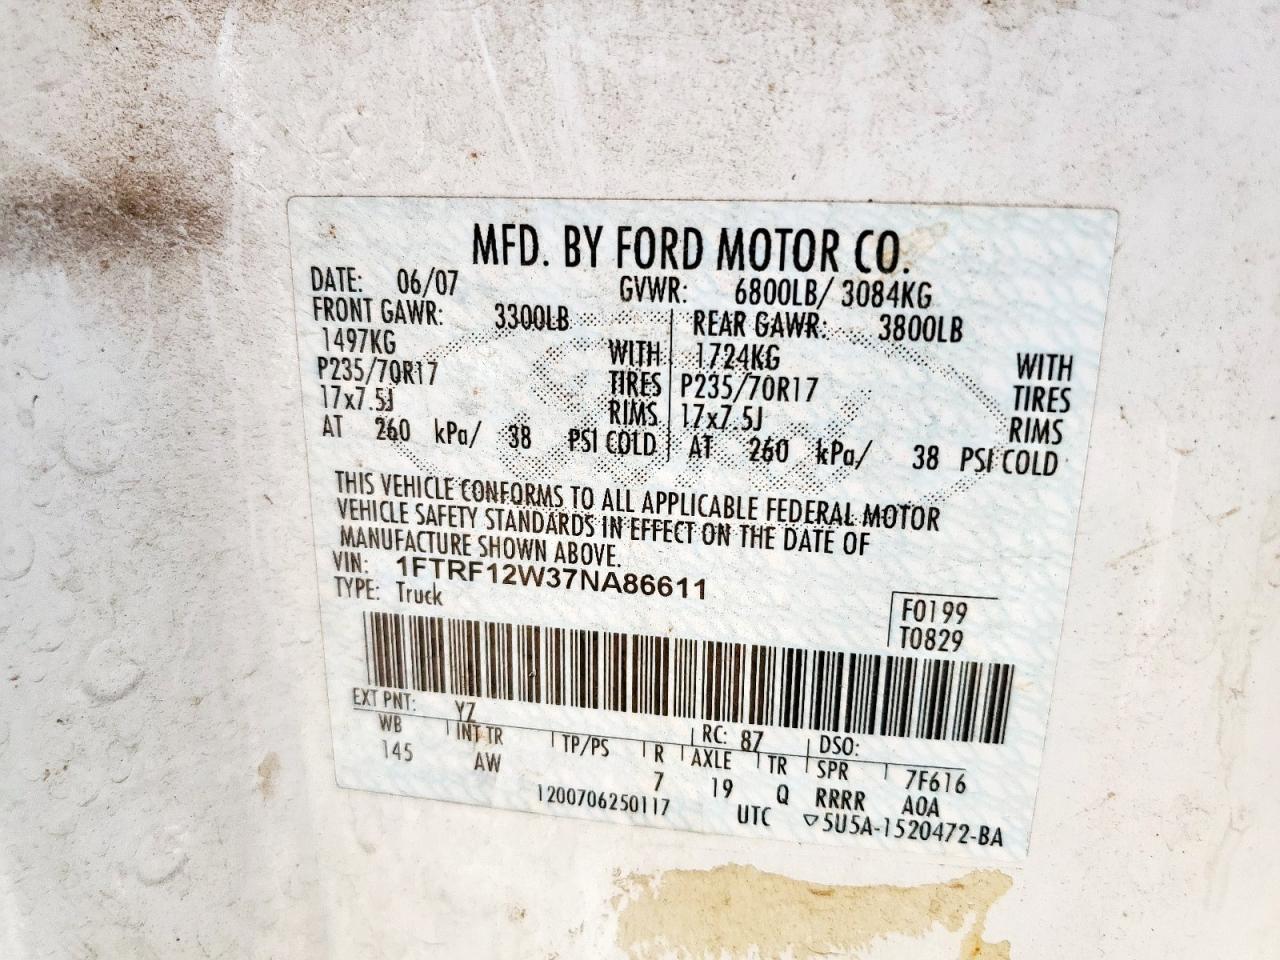 MFD. BY FORD MOTOR CO.
DATE: 06/07 GVWR: 6800LB/ 3084KG
FRONT GAWR: 3300LB REAR GAWR: 3800LB
1497KG WITH 1724KG WITH
P235/70R17 TIRES P235/70R17 TIRES
17x7.5J RIMS 17x7.5J RIMS
AT 260 kPa/ 38 PSI COLD AT 260 kPa/ 38 PSI COLD
THIS VEHICLE CONFORMS TO ALL APPLICABLE FEDERAL MOTOR
VEHICLE SAFETY STANDARDS IN EFFECT ON THE DATE OF
MANUFACTURE SHOWN ABOVE.
VIN: 1FTRF12W37NA86611
TYPE: Truck
F0199
T0829
EXT PNT: YZ RC: 87 DSO:
WB INT TR TP/PS R AXLE TR SPR 7F616
145 AW 7 19 Q RRRR A0A
1200706250117 UTC ▽5U5A-1520472-BA